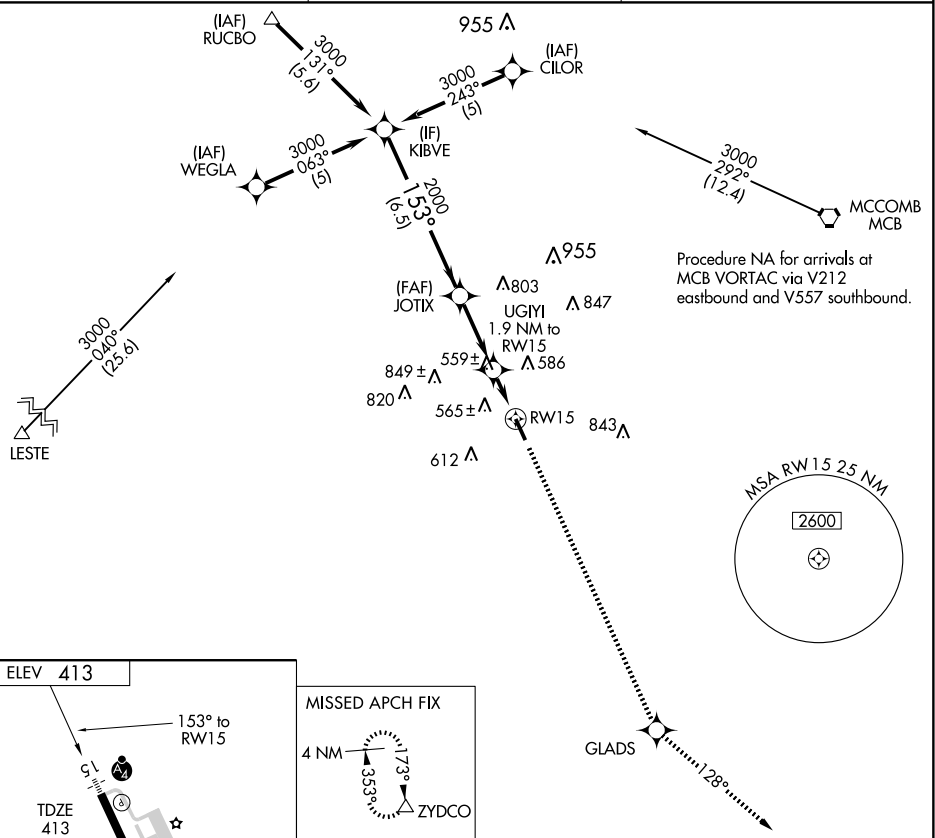 (IAF)
RUCBO
3000
131°
(5.6)
955
(IAF)
CILOR
3000
243°
(5)
(IF)
KIBVE
(IAF)
WEGLA
3000
063°
(5)
2000
153°
(6.5)
3000
292°
(12.4)
MCCOMB
MCB
Procedure NA for arrivals at
MCB VORTAC via V212
eastbound and V557 southbound.
955
(FAF)
JOTIX
803
847
UGIYI
1.9 NM to
RW15
3000
040°
(25.6)
LESTE
559±
586
849±
820
565±
RW15
843
612
MSA RW15 25 NM
2600
ELEV 413
153° to
RW15
15
A4
P
TDZE
413
MISSED APCH FIX
4 NM
173°
353°
ZYDCO
GLADS
128°